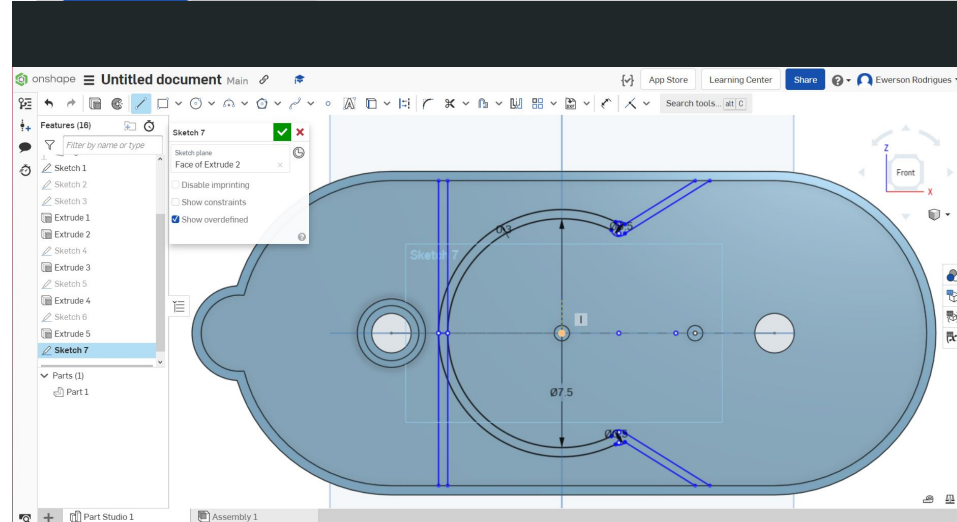 onshape Untitled document Main App Store Learning Center Share Ewerson Rodrigues
Search tools... alt C
Features (16)
Filter by name or type
Sketch 1
Sketch 2
Sketch 3
Extrude 1
Extrude 2
Sketch 4
Extrude 3
Sketch 5
Extrude 4
Sketch 6
Extrude 5
Sketch 7
Parts (1)
Part 1
Sketch 7
Sketch plane
Face of Extrude 2
Disable imprinting
Show constraints
Show overdefined
Z
Front
X
0.3
Sketch 7
Ø7.5
Part Studio 1 Assembly 1